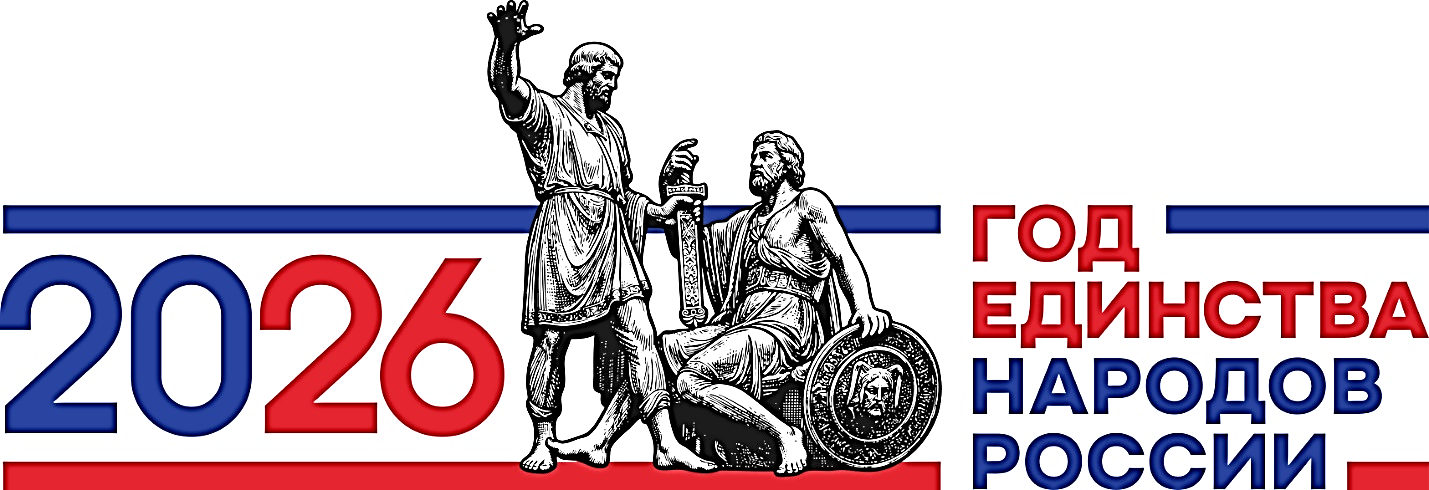 2026
ГОД
ЕДИНСТВА
НАРОДОВ
РОССИИ